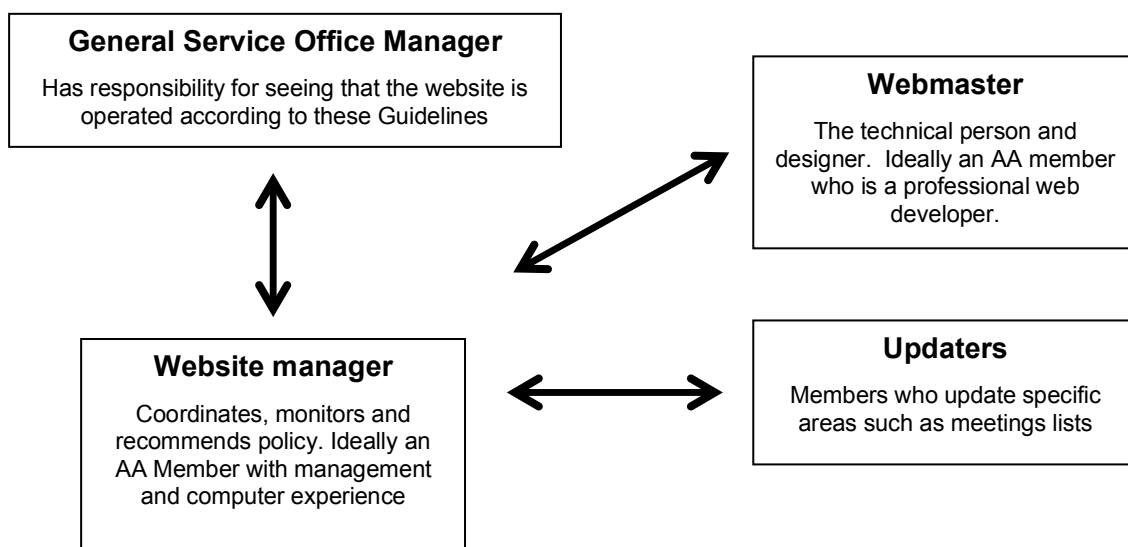 General Service Office Manager
Has responsibility for seeing that the website is
operated according to these Guidelines
Webmaster
The technical person and
designer.  Ideally an AA member
who is a professional web
developer.
Website manager
Coordinates, monitors and
recommends policy. Ideally an
AA Member with management
and computer experience
Updaters
Members who update specific
areas such as meetings lists